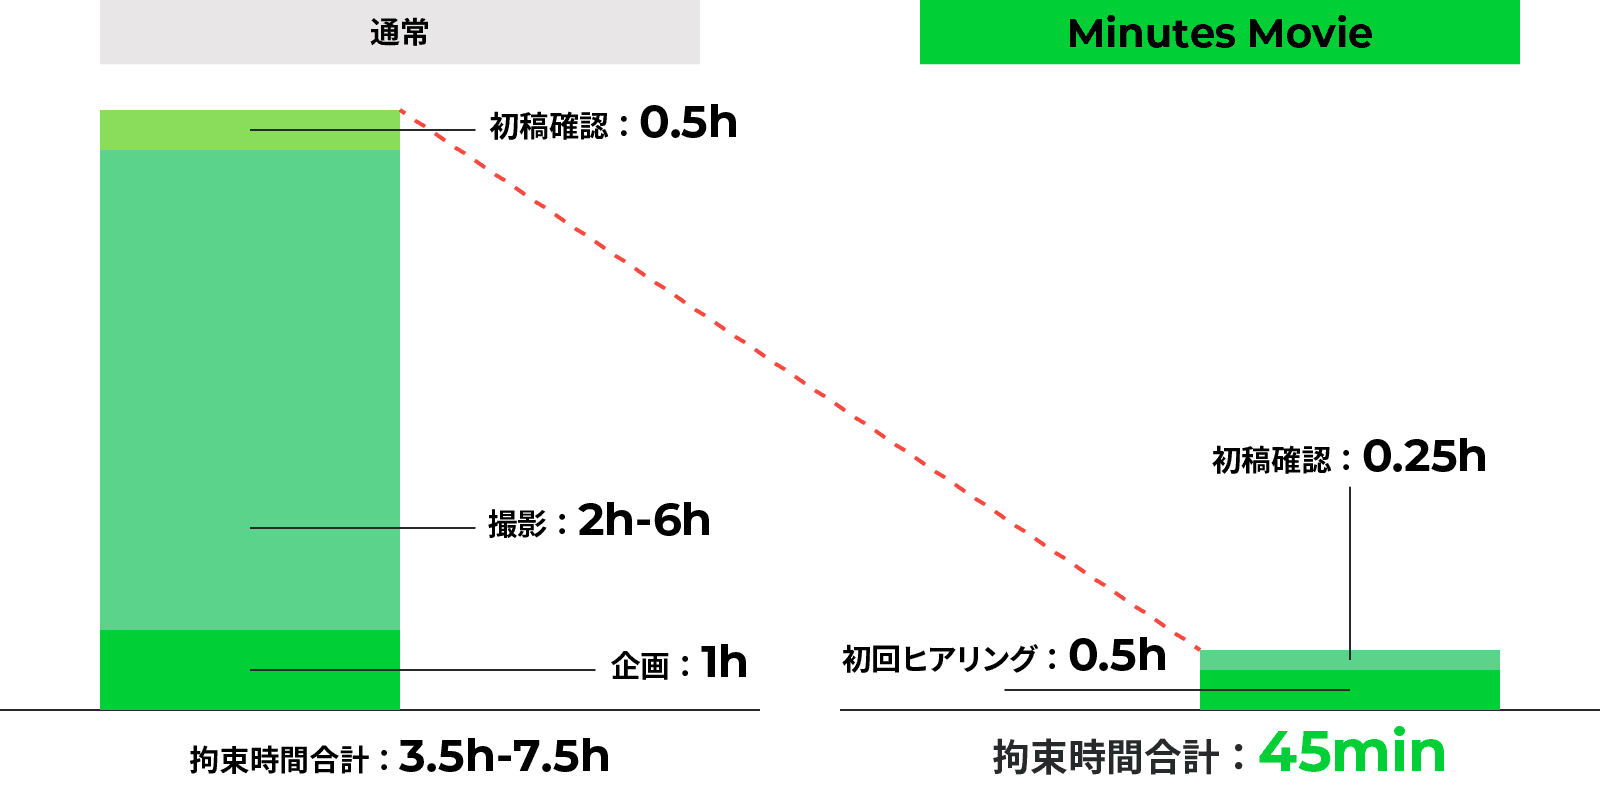 通常
初稿確認：0.5h
撮影：2h-6h
企画：1h
拘束時間合計：3.5h-7.5h
Minutes Movie
初稿確認：0.25h
初回ヒアリング：0.5h
拘束時間合計：45min